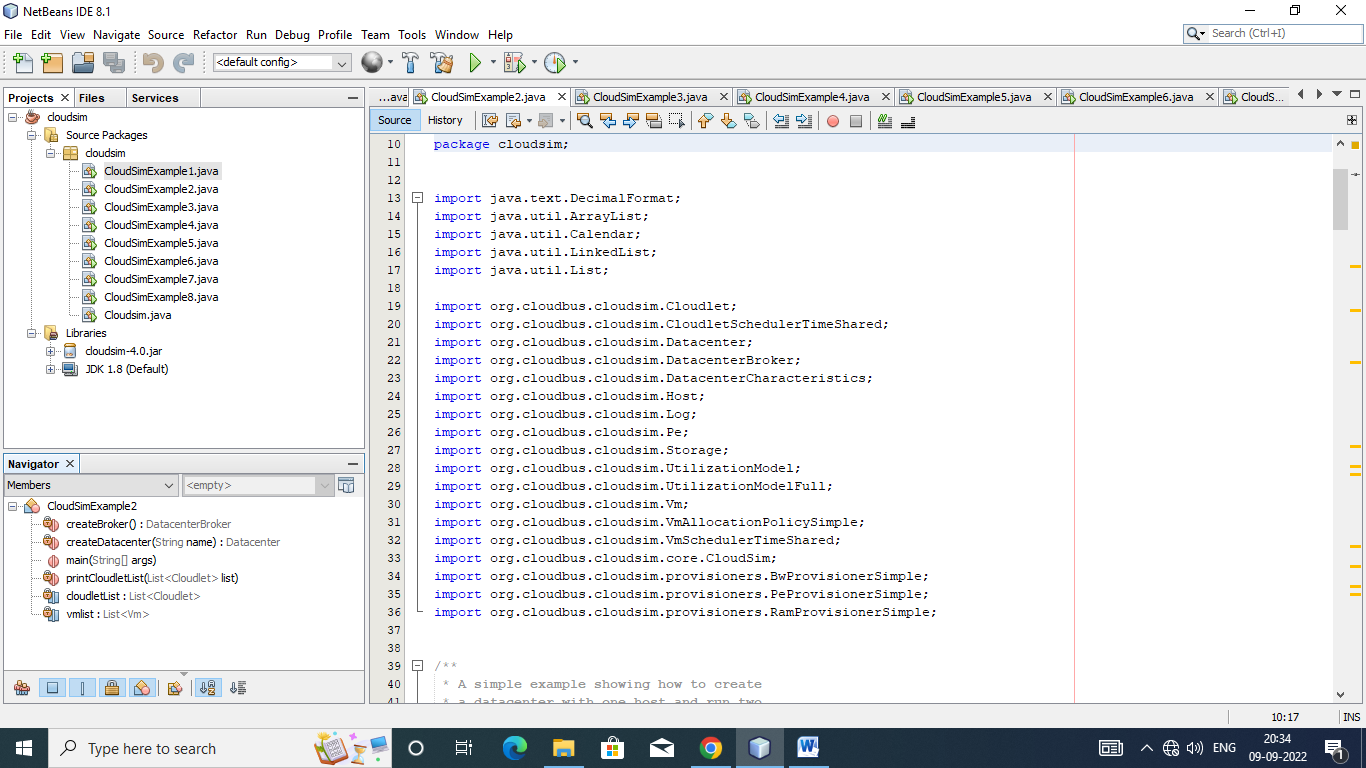 NetBeans IDE 8.1
File Edit View Navigate Source Refactor Run Debug Profile Team Tools Window Help
Search (Ctrl+I)
<default config>
Projects Files Services
cloudsim
Source Packages
cloudsim
CloudSimExample1.java
CloudSimExample2.java
CloudSimExample3.java
CloudSimExample4.java
CloudSimExample5.java
CloudSimExample6.java
CloudSimExample7.java
CloudSimExample8.java
Cloudsim.java
Libraries
cloudsim-4.0.jar
JDK 1.8 (Default)
Navigator
Members <empty>
CloudSimExample2
createBroker() : DatacenterBroker
createDatacenter(String name) : Datacenter
main(String[] args)
printCloudletList(List<Cloudlet> list)
cloudletList : List<Cloudlet>
vmlist : List<Vm>
...ava CloudSimExample2.java CloudSimExample3.java CloudSimExample4.java CloudSimExample5.java CloudSimExample6.java CloudS...
Source History
10 package cloudsim;
11
12
13 import java.text.DecimalFormat;
14 import java.util.ArrayList;
15 import java.util.Calendar;
16 import java.util.LinkedList;
17 import java.util.List;
18
19 import org.cloudbus.cloudsim.Cloudlet;
20 import org.cloudbus.cloudsim.CloudletSchedulerTimeShared;
21 import org.cloudbus.cloudsim.Datacenter;
22 import org.cloudbus.cloudsim.DatacenterBroker;
23 import org.cloudbus.cloudsim.DatacenterCharacteristics;
24 import org.cloudbus.cloudsim.Host;
25 import org.cloudbus.cloudsim.Log;
26 import org.cloudbus.cloudsim.Pe;
27 import org.cloudbus.cloudsim.Storage;
28 import org.cloudbus.cloudsim.UtilizationModel;
29 import org.cloudbus.cloudsim.UtilizationModelFull;
30 import org.cloudbus.cloudsim.Vm;
31 import org.cloudbus.cloudsim.VmAllocationPolicySimple;
32 import org.cloudbus.cloudsim.VmSchedulerTimeShared;
33 import org.cloudbus.cloudsim.core.CloudSim;
34 import org.cloudbus.cloudsim.provisioners.BwProvisionerSimple;
35 import org.cloudbus.cloudsim.provisioners.PeProvisionerSimple;
36 import org.cloudbus.cloudsim.provisioners.RamProvisionerSimple;
37
38
39 /**
40 * A simple example showing how to create
41 * a datacenter with one host and run two
10:17 INS
Type here to search
ENG
20:34
09-09-2022
1